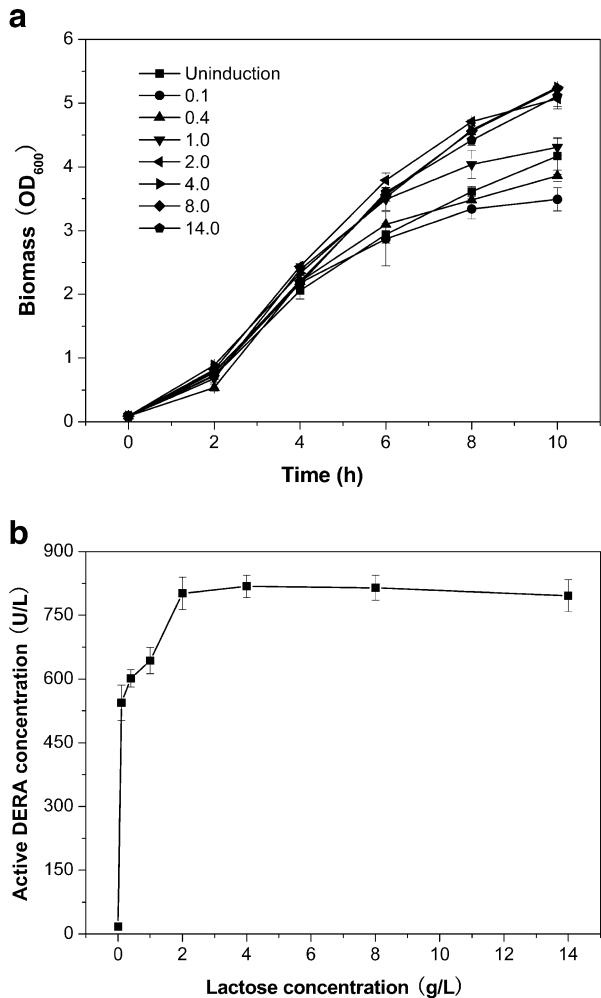 a
6
5
4
3
2
1
0
Biomass（OD600）
Uninduction
0.1
0.4
1.0
2.0
4.0
8.0
14.0
0 2 4 6 8 10
Time (h)
b
900
750
600
450
300
150
0
Active DERA concentration（U/L）
0 2 4 6 8 10 12 14
Lactose concentration（g/L）